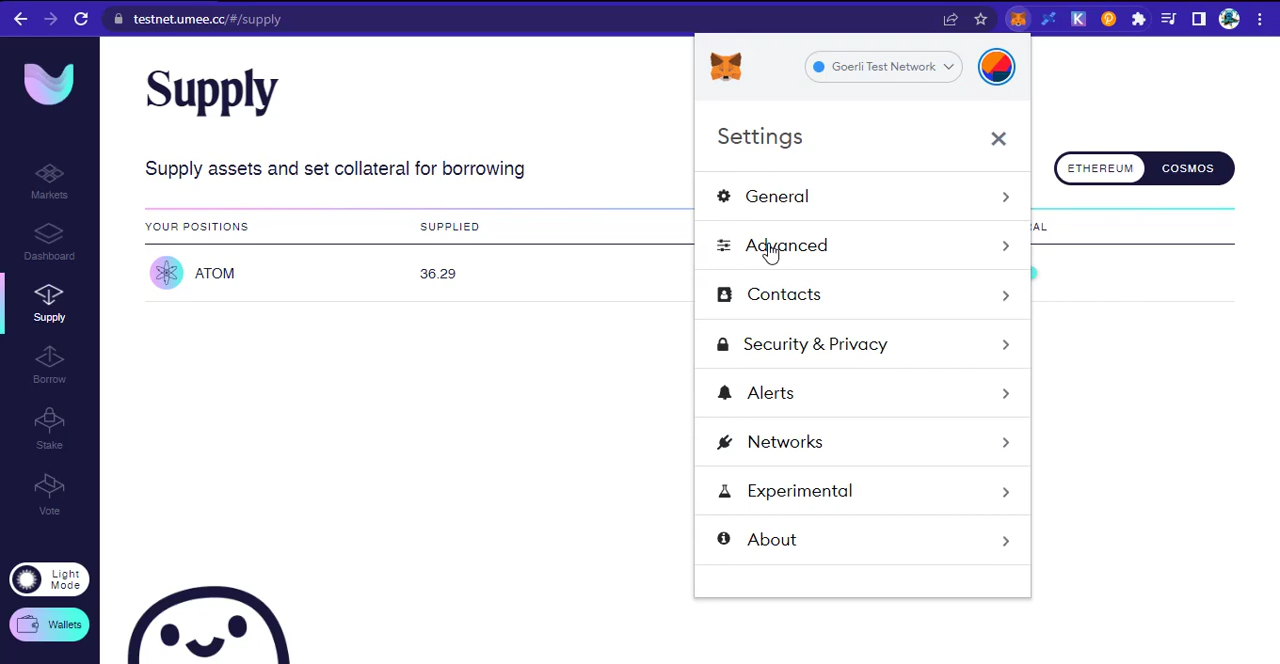 testnet.umee.cc/#/supply
K
Goerli Test Network
Supply
Settings
Supply assets and set collateral for borrowing
ETHEREUM
COSMOS
YOUR POSITIONS
SUPPLIED
AL
ATOM
36.29
General
Advanced
Contacts
Security & Privacy
Alerts
Networks
Experimental
About
Markets
Dashboard
Supply
Borrow
Stake
Vote
Light
Mode
Wallets